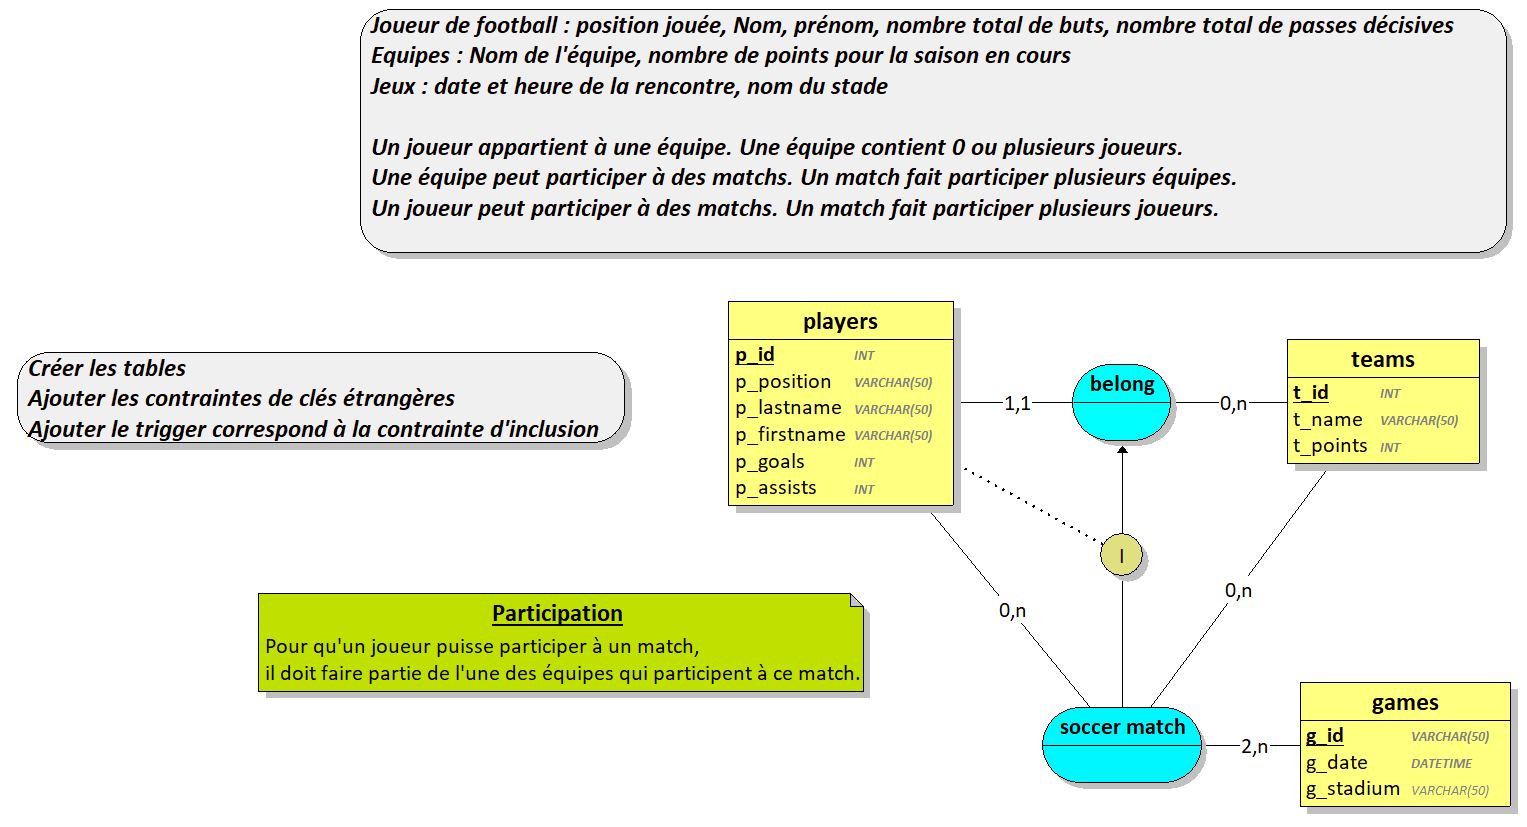 Joueur de football : position jouée, Nom, prénom, nombre total de buts, nombre total de passes décisives
Equipes : Nom de l'équipe, nombre de points pour la saison en cours
Jeux : date et heure de la rencontre, nom du stade
Un joueur appartient à une équipe. Une équipe contient 0 ou plusieurs joueurs.
Une équipe peut participer à des matchs. Un match fait participer plusieurs équipes.
Un joueur peut participer à des matchs. Un match fait participer plusieurs joueurs.
Créer les tables
Ajouter les contraintes de clés étrangères
Ajouter le trigger correspond à la contrainte d'inclusion
players
p_id INT
p_position VARCHAR(50)
p_lastname VARCHAR(50)
p_firstname VARCHAR(50)
p_goals INT
p_assists INT
1,1
belong
0,n
teams
t_id INT
t_name VARCHAR(50)
t_points INT
I
0,n
0,n
Participation
Pour qu'un joueur puisse participer à un match,
il doit faire partie de l'une des équipes qui participent à ce match.
soccer match
2,n
games
g_id VARCHAR(50)
g_date DATETIME
g_stadium VARCHAR(50)